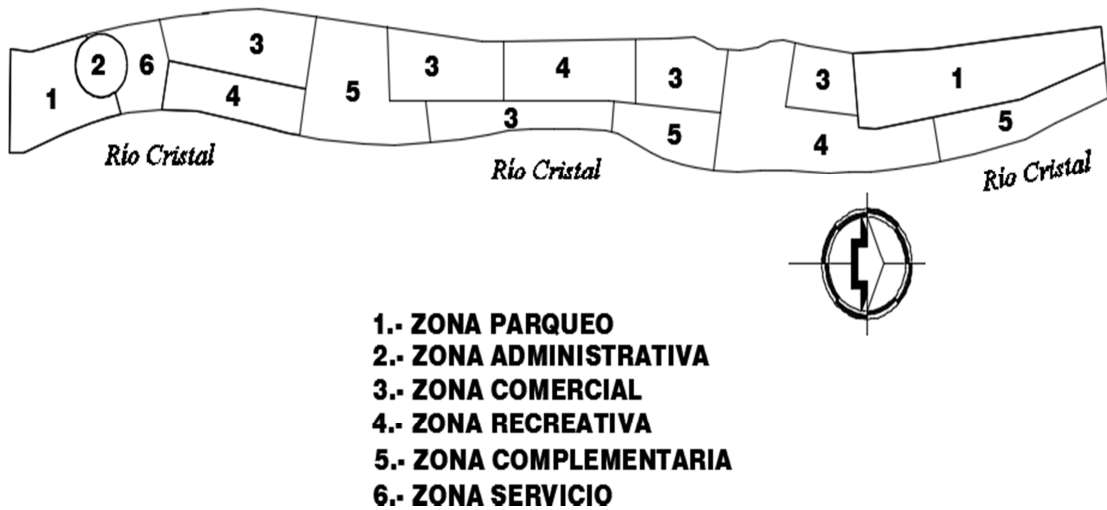 3
3
4
3
3
1
1
2
6
4
5
3
5
4
5
Río Cristal
Río Cristal
Río Cristal
1.- ZONA PARQUEO
2.- ZONA ADMINISTRATIVA
3.- ZONA COMERCIAL
4.- ZONA RECREATIVA
5.- ZONA COMPLEMENTARIA
6.- ZONA SERVICIO